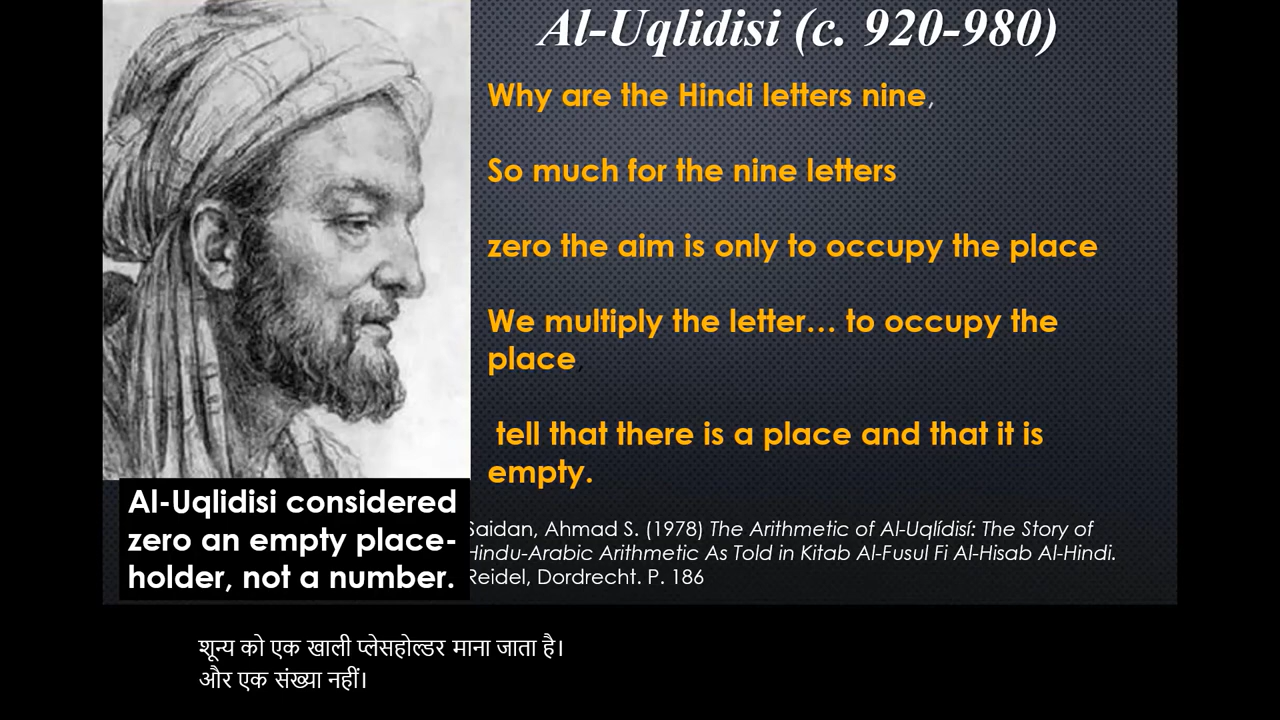 Al-Uqlidisi (c. 920-980)
Why are the Hindi letters nine,
So much for the nine letters
zero the aim is only to occupy the place
We multiply the letter… to occupy the
place
tell that there is a place and that it is
empty.
Al-Uqlidisi considered
zero an empty place-
holder, not a number.
Saidan, Ahmad S. (1978) The Arithmetic of Al-Uqlídisí: The Story of
Hindu-Arabic Arithmetic As Told in Kitab Al-Fusul Fi Al-Hisab Al-Hindi.
Reidel, Dordrecht. P. 186
शून्य को एक खाली प्लेसहोल्डर माना जाता है।
और एक संख्या नहीं।